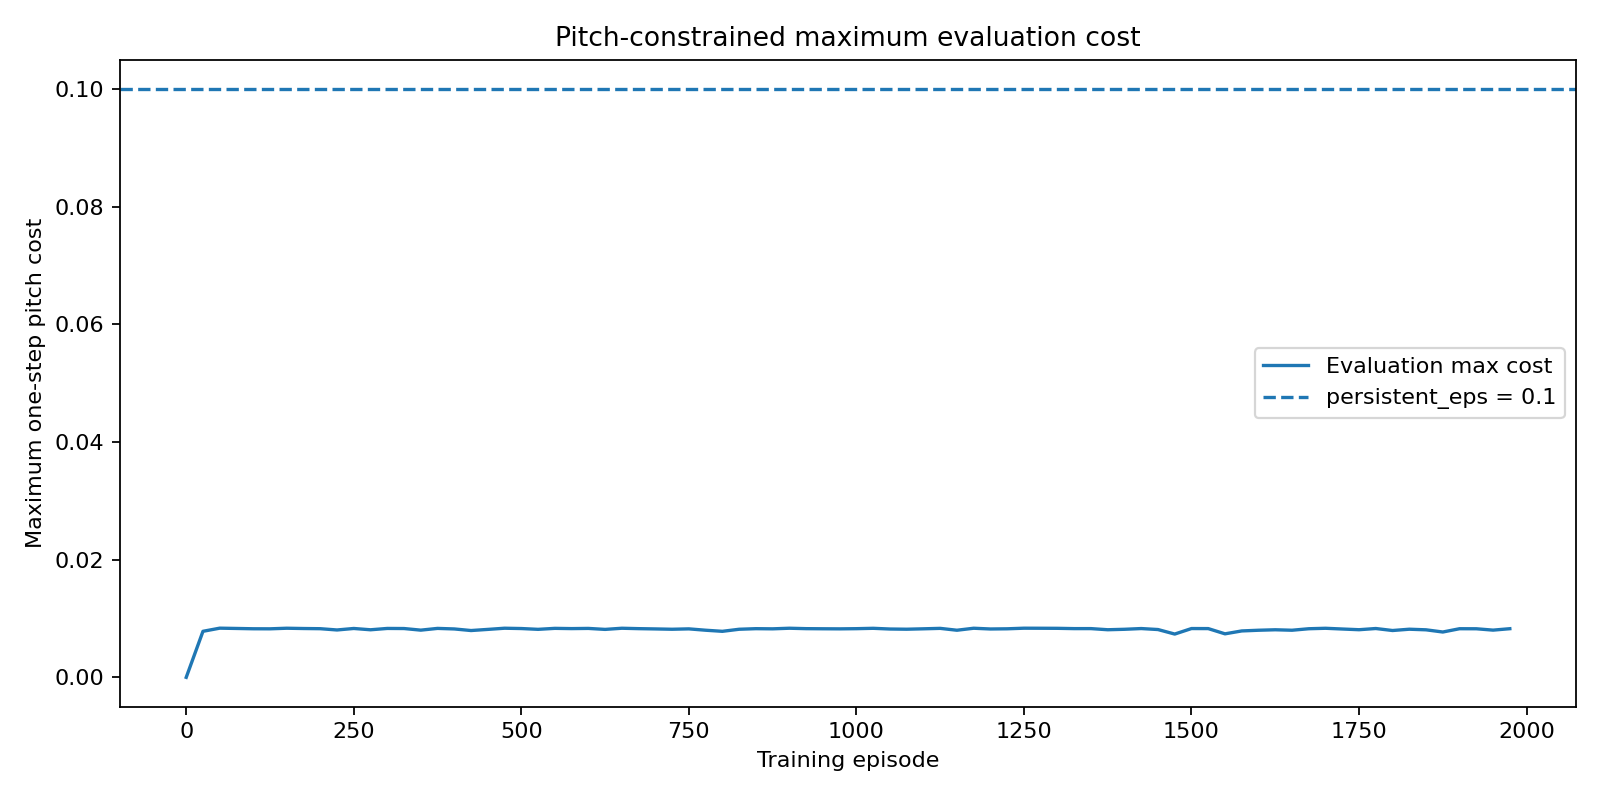 Pitch-constrained maximum evaluation cost
Maximum one-step pitch cost
0.10
0.08
0.06
0.04
0.02
0.00
Evaluation max cost
persistent_eps = 0.1
0 250 500 750 1000 1250 1500 1750 2000
Training episode